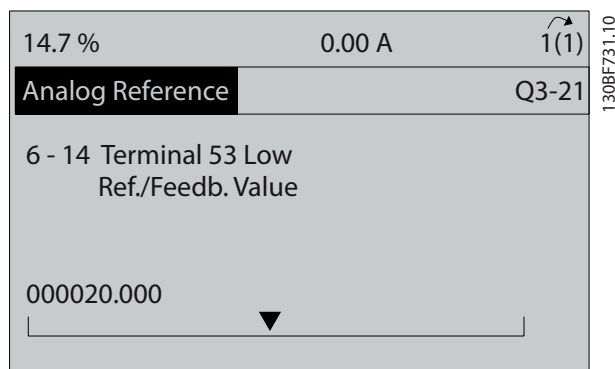 14.7 % 0.00 A 1(1)
Analog Reference Q3-21
6 - 14 Terminal 53 Low
Ref./Feedb. Value
000020.000
130BF731.10